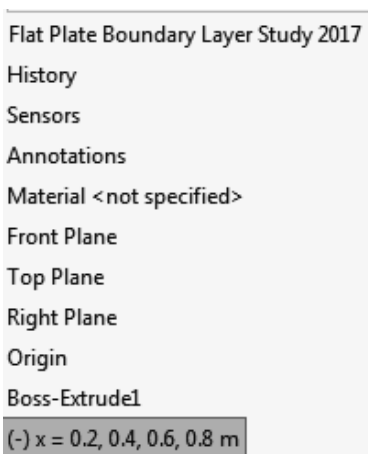 Flat Plate Boundary Layer Study 2017
History
Sensors
Annotations
Material <not specified>
Front Plane
Top Plane
Right Plane
Origin
Boss-Extrude1
(-) x = 0.2, 0.4, 0.6, 0.8 m